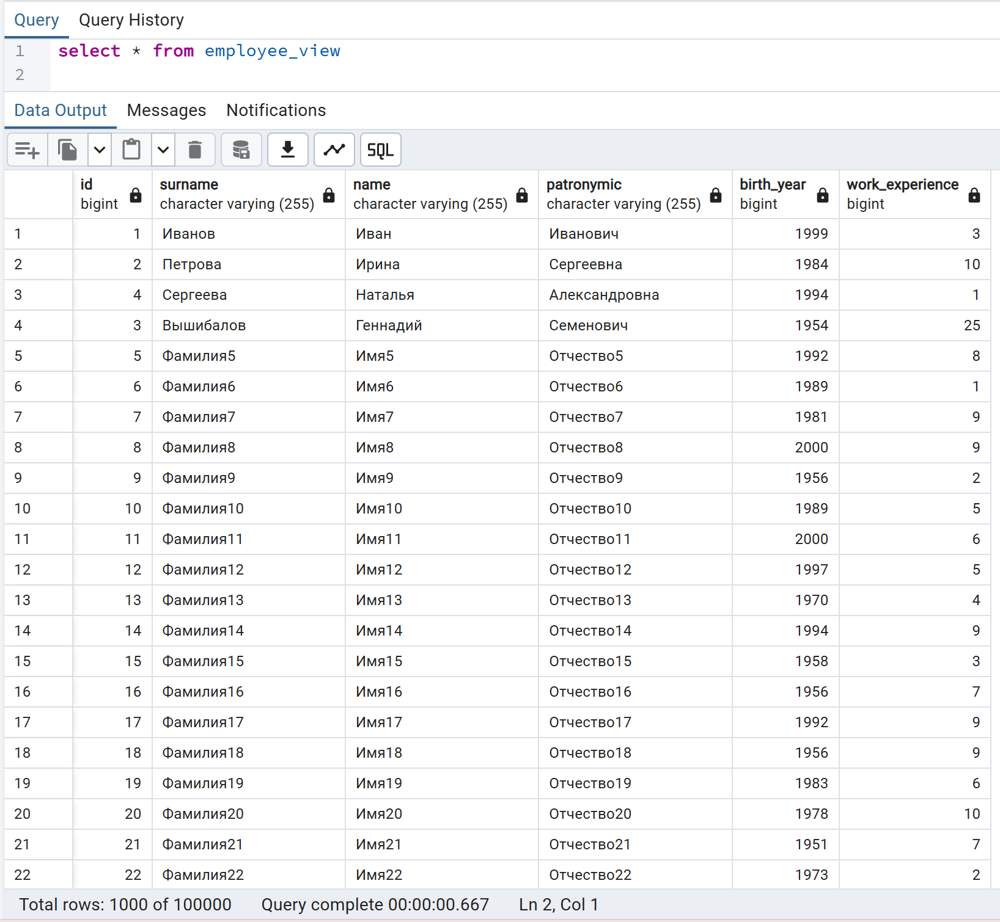 Query Query History
1 select * from employee_view
2
Data Output Messages Notifications
SQL
id surname name patronymic birth_year work_experience
bigint character varying (255) character varying (255) character varying (255) bigint bigint
1 1 Иванов Иван Иванович 1999 3
2 2 Петрова Ирина Сергеевна 1984 10
3 4 Сергеева Наталья Александровна 1994 1
4 3 Вышибалов Геннадий Семенович 1954 25
5 5 Фамилия5 Имя5 Отчество5 1992 8
6 6 Фамилия6 Имя6 Отчество6 1989 1
7 7 Фамилия7 Имя7 Отчество7 1981 9
8 8 Фамилия8 Имя8 Отчество8 2000 9
9 9 Фамилия9 Имя9 Отчество9 1956 2
10 10 Фамилия10 Имя10 Отчество10 1989 5
11 11 Фамилия11 Имя11 Отчество11 2000 6
12 12 Фамилия12 Имя12 Отчество12 1997 5
13 13 Фамилия13 Имя13 Отчество13 1970 4
14 14 Фамилия14 Имя14 Отчество14 1994 9
15 15 Фамилия15 Имя15 Отчество15 1958 3
16 16 Фамилия16 Имя16 Отчество16 1956 7
17 17 Фамилия17 Имя17 Отчество17 1992 9
18 18 Фамилия18 Имя18 Отчество18 1956 9
19 19 Фамилия19 Имя19 Отчество19 1983 6
20 20 Фамилия20 Имя20 Отчество20 1978 10
21 21 Фамилия21 Имя21 Отчество21 1951 7
22 22 Фамилия22 Имя22 Отчество22 1973 2
Total rows: 1000 of 100000 Query complete 00:00:00.667 Ln 2, Col 1